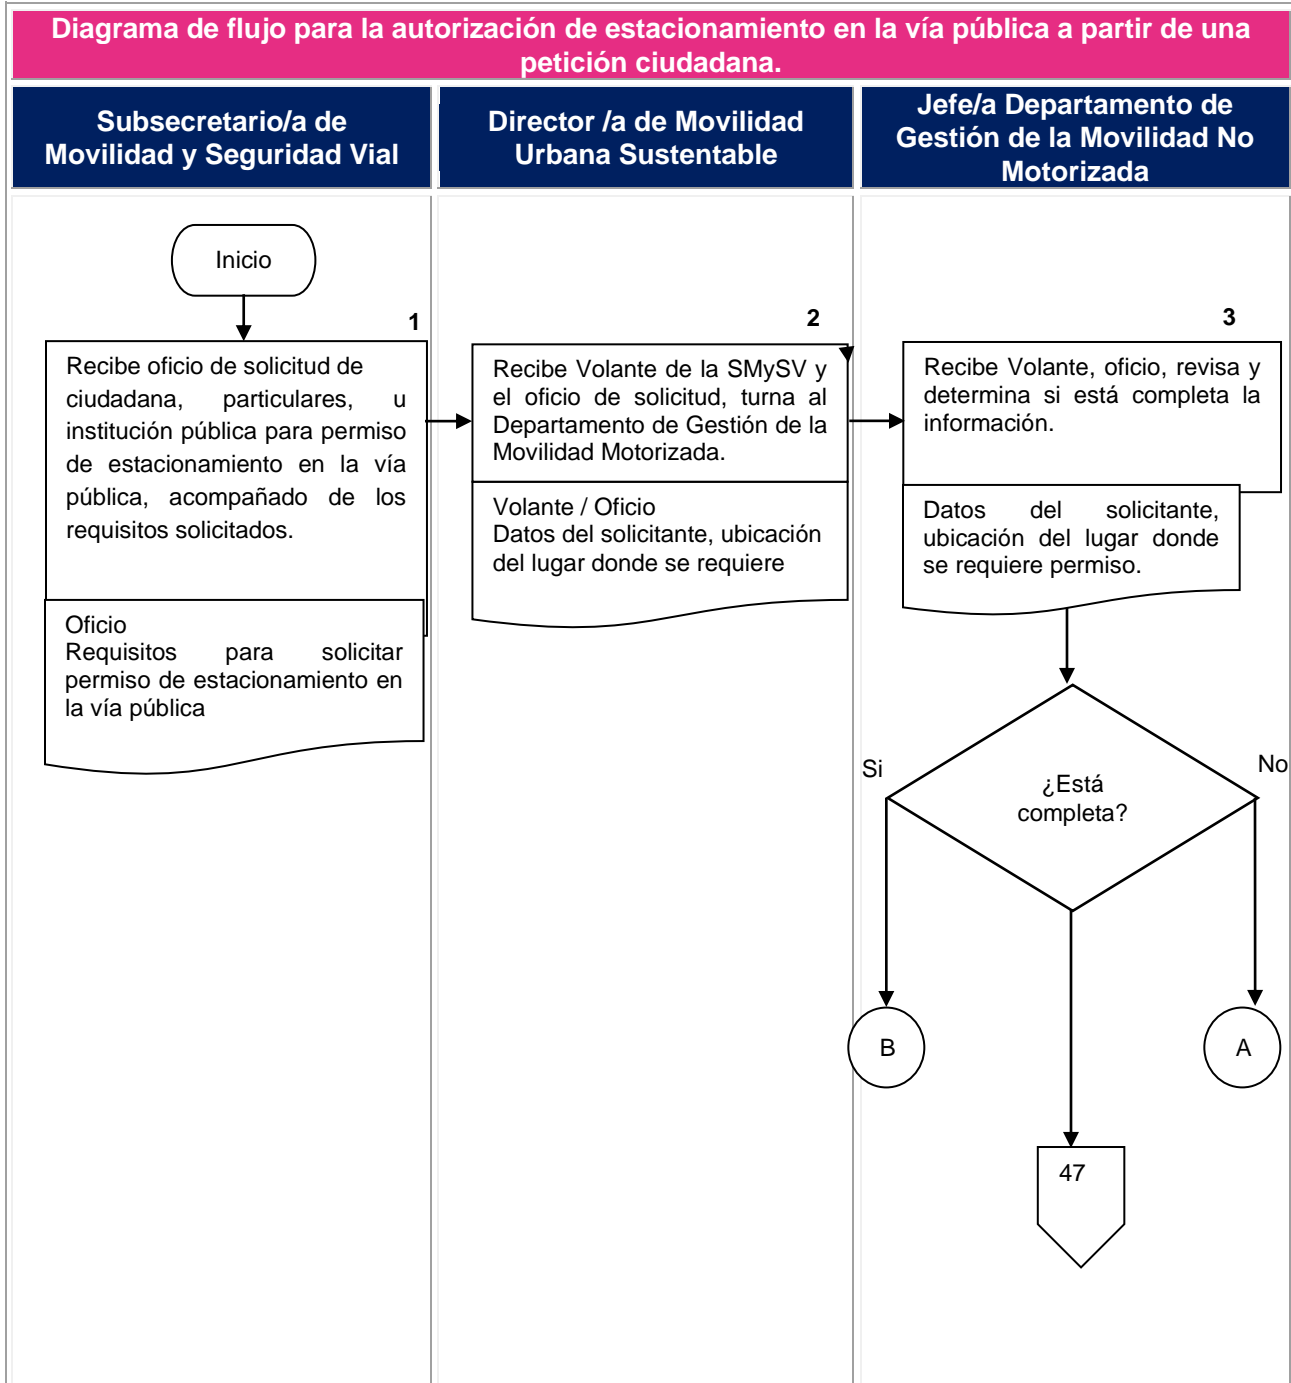 Diagrama de flujo para la autorización de estacionamiento en la vía pública a partir de una
petición ciudadana.
Subsecretario/a de
Movilidad y Seguridad Vial
Director /a de Movilidad
Urbana Sustentable
Jefe/a Departamento de
Gestión de la Movilidad No
Motorizada
Inicio
1
Recibe oficio de solicitud de
ciudadana, particulares, u
institución pública para permiso
de estacionamiento en la vía
pública, acompañado de los
requisitos solicitados.
Oficio
Requisitos para solicitar
permiso de estacionamiento en
la vía pública
2
Recibe Volante de la SMySV y
el oficio de solicitud, turna al
Departamento de Gestión de la
Movilidad Motorizada.
Volante / Oficio
Datos del solicitante, ubicación
del lugar donde se requiere
3
Recibe Volante, oficio, revisa y
determina si está completa la
información.
Datos del solicitante,
ubicación del lugar donde
se requiere permiso.
Si
¿Está
completa?
No
B
A
47